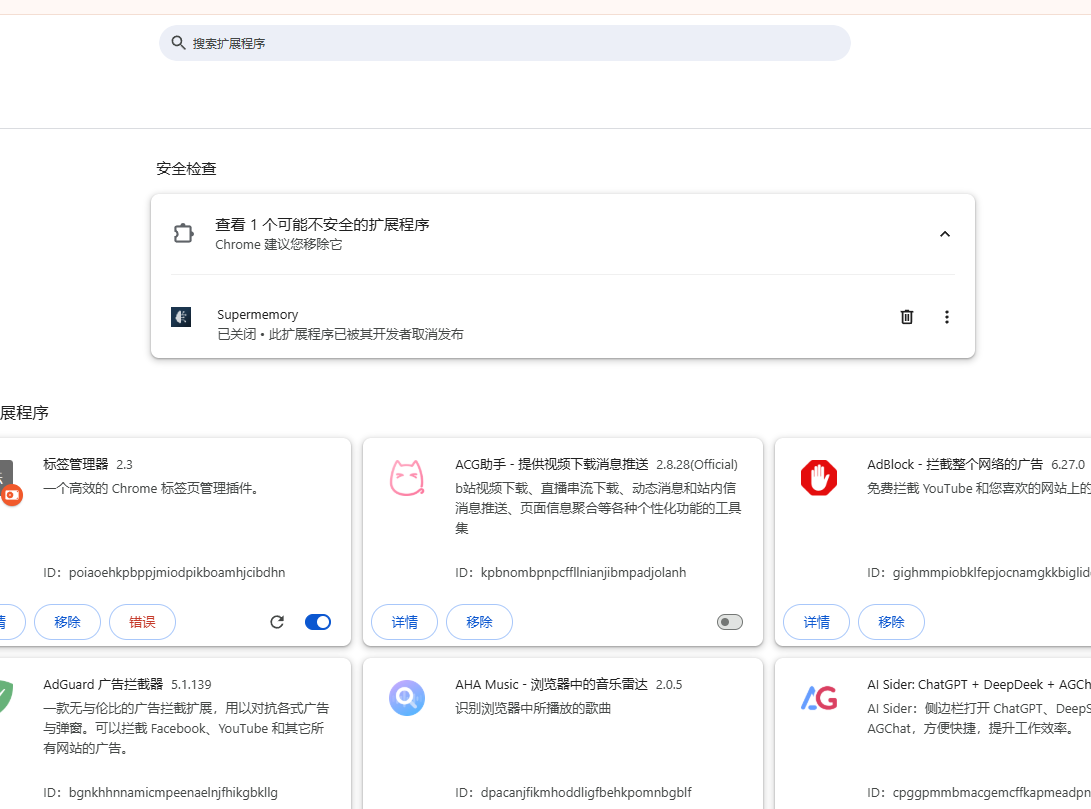 搜索扩展程序
安全检查
查看 1 个可能不安全的扩展程序
Chrome 建议您移除它
Supermemory
已关闭 • 此扩展程序已被其开发者取消发布
展程序
标签管理器 2.3
一个高效的 Chrome 标签页管理插件。
ID：poiaoehkpbppjmiodpikboamhjcibdhn
情
移除
错误
ACG助手 - 提供视频下载消息推送 2.8.28(Official)
b站视频下载、直播串流下载、动态消息和站内信
消息推送、页面信息聚合等各种个性化功能的工具
集
ID：kpbnombpnpcffllnianjibmpadjolanh
详情
移除
AdBlock - 拦截整个网络的广告 6.27.0
免费拦截 YouTube 和您喜欢的网站上的
ID：gighmmpiobklfepjocnamgkkbiglid
详情
移除
AdGuard 广告拦截器 5.1.139
一款无与伦比的广告拦截扩展，用以对抗各式广告
与弹窗。可以拦截 Facebook、YouTube 和其它所
有网站的广告。
ID：bgnkhhnnamicmpeenaelnjfhikgbkllg
AHA Music - 浏览器中的音乐雷达 2.0.5
识别浏览器中所播放的歌曲
ID：dpacanjfikmhoddligfbehkpomnbgblf
AG
AI Sider: ChatGPT + DeepDeek + AGCh
AI Sider：侧边栏打开 ChatGPT、DeepS
AGChat，方便快捷，提升工作效率。
ID：cpggpmmbmacgemcffkapmeadpr